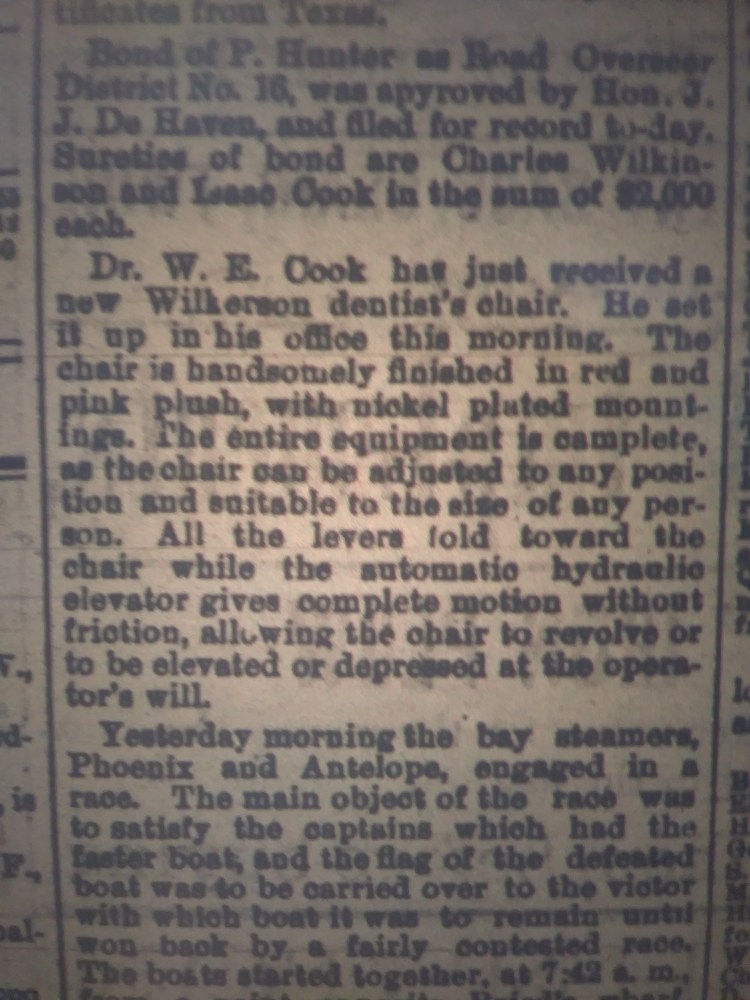 tificates from Texas.
Bond of P. Hunter as Road Overseer
District No. 16, was apyroved by Hon. J.
J. De Haven, and filed for record to-day.
Sureties of bond are Charles Wilkin-
son and Isaac Cook in the sum of $2,000
each.
Dr. W. E. Cook has just received a
new Wilkerson dentist's chair. He set
it up in his office this morning. The
chair is handsomely finished in red and
pink plush, with nickel plated mount-
ings. The entire equipment is camplete,
as the chair can be adjusted to any posi-
tion and suitable to the size of any per-
son. All the levers fold toward the
chair while the automatic hydraulic
elevator gives complete motion without
friction, allowing the chair to revolve or
to be elevated or depressed at the opera-
tor's will.
Yesterday morning the bay steamers,
Phoenix and Antelope, engaged in a
race. The main object of the race was
to satisfy the captains which had the
faster boat, and the flag of the defeated
boat was to be carried over to the victor
with which boat it was to remain until
won back by a fairly contested race.
The boats started together, at 7:42 a. m.,